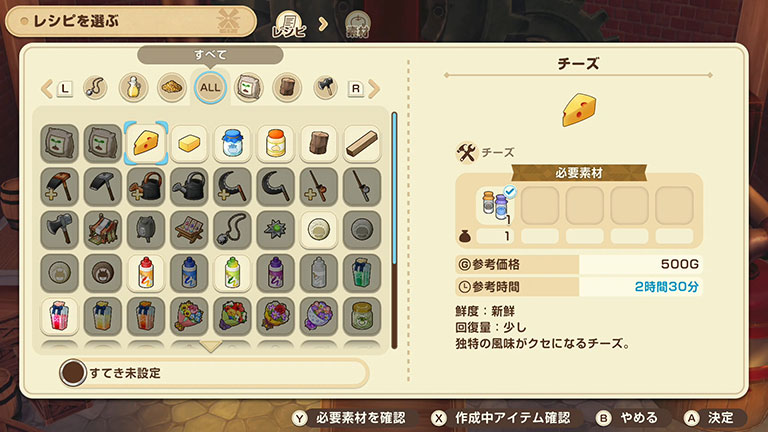 レシピを選ぶ
レシピ
素材
すべて
L
ALL
R
すてき未設定
チーズ
チーズ
必要素材
1
1
G参考価格 500G
参考時間 2時間30分
鮮度：新鮮
回復量：少し
独特の風味がクセになるチーズ。
Y 必要素材を確認 X 作成中アイテム確認 B やめる A 決定